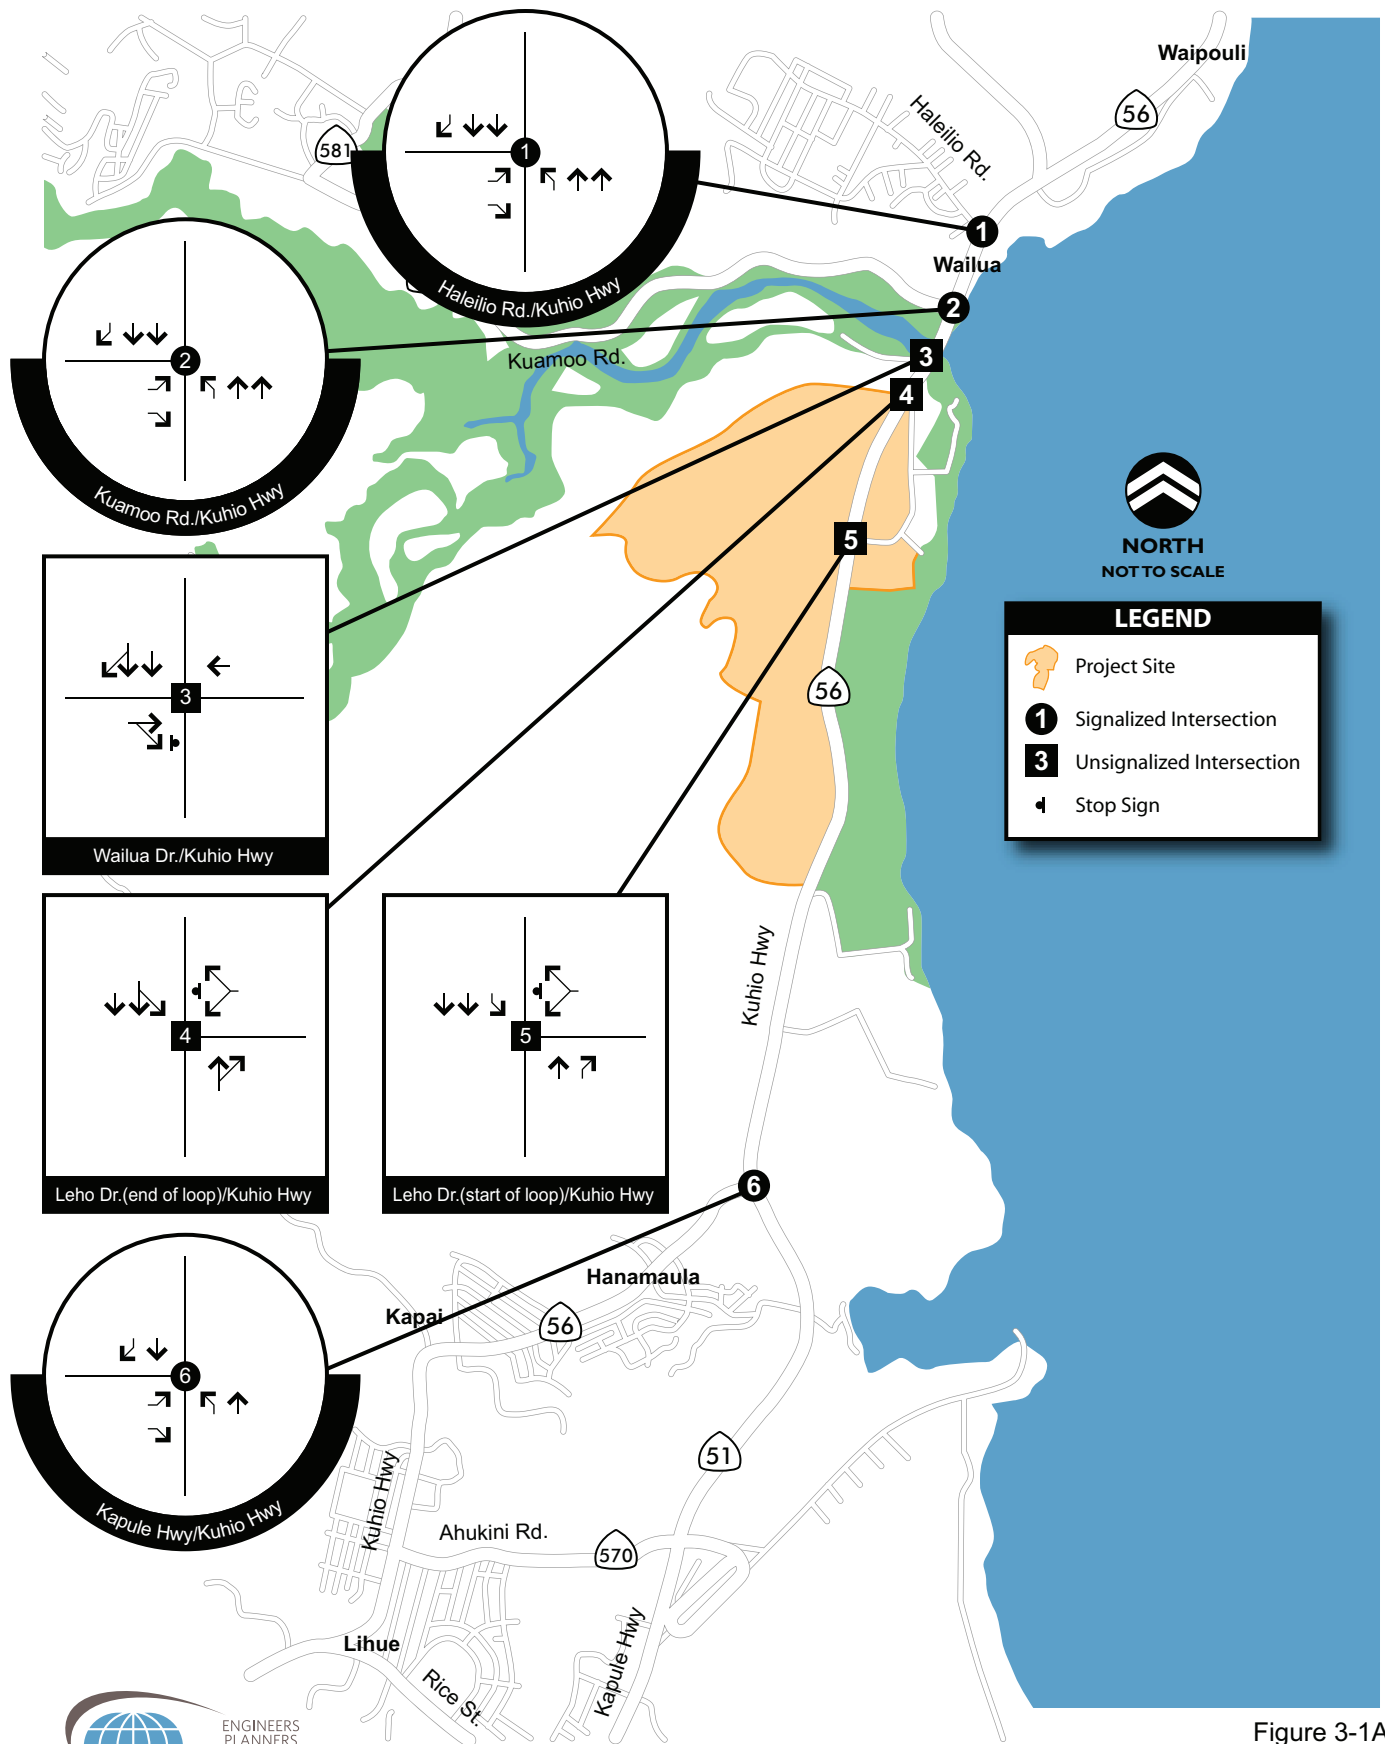 Waipouli
56
Haleilio Rd.
581
1
Haleilio Rd./Kuhio Hwy
1
Wailua
2
2
Kuamoo Rd./Kuhio Hwy
Kuamoo Rd.
3
4
5
NORTH
NOT TO SCALE
LEGEND
Project Site
1 Signalized Intersection
3 Unsignalized Intersection
Stop Sign
3
Wailua Dr./Kuhio Hwy
56
4
Leho Dr.(end of loop)/Kuhio Hwy
5
Leho Dr.(start of loop)/Kuhio Hwy
Kuhio Hwy
6
Hanamaula
Kapai
56
6
Kapule Hwy/Kuhio Hwy
51
Kuhio Hwy
Ahukini Rd.
570
Kapule Hwy
Lihue
Rice St.
ENGINEERS
PLANNERS
Figure 3-1A